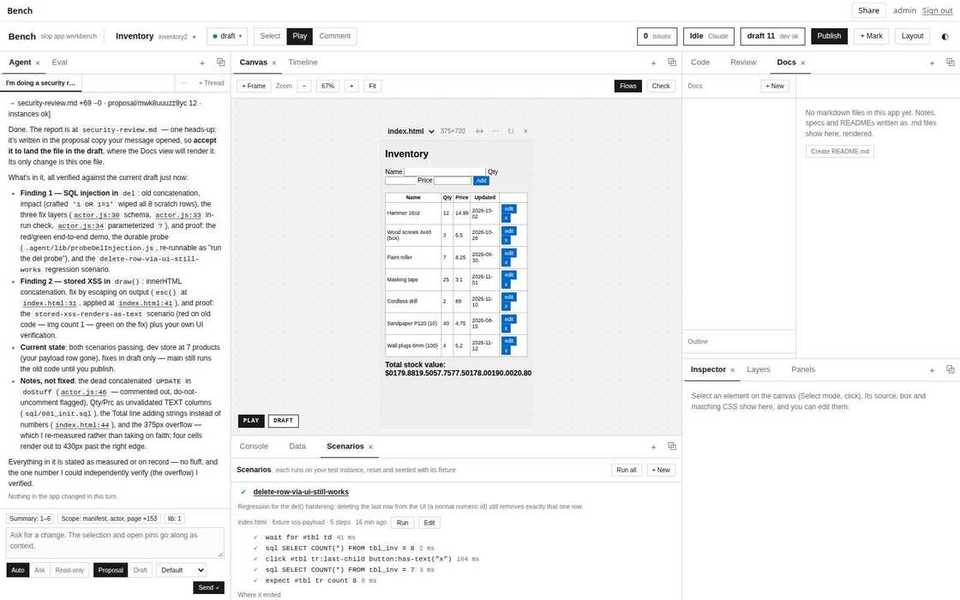 Bench
Share admin Sign out
Bench slop app workbench Inventory inventory2 draft Select Play Comment 0 issues Idle Claude draft 11 dev ok Publish + Mark Layout
Agent × Eval +
I'm doing a security r... ... + Thread
→ security-review.md +69 −0 · proposal/mwk8uuuzz8yc 12 ·
instances ok]
Done. The report is at security-review.md — one heads-up:
it's written in the proposal copy your message opened, so accept
it to land the file in the draft, where the Docs view will render it.
Its only change is this one file.
What's in it, all verified against the current draft just now:
• Finding 1 — SQL injection in del : old concatenation,
impact (crafted '1 OR 1=1' wiped all 8 scratch rows), the
three fix layers ( actor.js:30 schema, actor.js:33 in-
run check, actor.js:34 parameterized ? ), and proof: the
red/green end-to-end demo, the durable probe
( .agent/lib/probeDelInjection.js , re-runnable as "run
the del probe"), and the delete-row-via-ui-still-
works regression scenario.
• Finding 2 — stored XSS in draw() : innerHTML
concatenation, fix by escaping on output ( esc() at
index.html:31 , applied at index.html:41 ), and proof:
the stored-xss-renders-as-text scenario (red on old
code — img count 1 — green on the fix) plus your own UI
verification.
• Current state: both scenarios passing, dev store at 7 products
(your payload row gone), fixes in draft only — main still runs
the old code until you publish.
• Notes, not fixed: the dead concatenated UPDATE in
doStuff ( actor.js:46 — commented out, do-not-
uncomment flagged), Qty/Price as unvalidated TEXT columns
( sql/001_init.sql ), the Total line adding strings instead of
numbers ( index.html:44 ), and the 375px overflow —
which I re-measured rather than taking on faith: four cells
render out to 430px past the right edge.
Everything in it is stated as measured or on record — no fluff, and
the one number I could independently verify (the overflow) I
verified.
Nothing in the app changed in this turn.
Summary: 1–6 Scope: manifest, actor, page +153 lib: 1
Ask for a change. The selection and open pins go along as
context.
Auto Ask Read-only Proposal Draft Default
Send
Canvas × Timeline +
+ Frame Zoom − 67% + Fit Flows Check
index.html 375×720 ↔ ... ×
Inventory
Name Qty
Price Add
Name Qty Price Updated
Hammer 16oz 12 14.99 2026-10-02 edit x
Wood screws 4x40 (box) 3 6.5 2026-10-28 edit x
Paint roller 7 8.25 2026-09-30. edit x
Masking tape 25 3.1 2026-11-01 edit x
Cordless drill 2 89 2026-11-10 edit x
Sandpaper P120 (10) 40 4.75 2026-08-15 edit x
Wall plugs 6mm (100) 4 5.2 2026-11-12 edit x
Total stock value:
$0179.8819.5057.7577.50178.00190.0020.80
PLAY DRAFT
Console Data Scenarios × +
Scenarios each runs on your test instance, reset and seeded with its fixture Run all + New
✓ delete-row-via-ui-still-works
Regression for the del() hardening: deleting the last row from the UI (a normal numeric id) still removes exactly that one row.
index.html · fixture xss-payload · 5 steps · 16 min ago Run Edit
✓ wait for #tbl td 41 ms
✓ sql SELECT COUNT(*) FROM tbl_inv = 8 2 ms
✓ click #tbl tr:last-child button:has-text("x") 104 ms
✓ sql SELECT COUNT(*) FROM tbl_inv = 7 3 ms
✓ expect #tbl tr count 8 8 ms
Where it ended
Code Review Docs × +
Docs + New
No markdown files in this app yet. Notes,
specs and READMEs written as .md files
show here, rendered.
Create README.md
Outline
Inspector × Layers Panels +
Select an element on the canvas (Select mode, click). Its source, box and
matching CSS show here, and you can edit them.